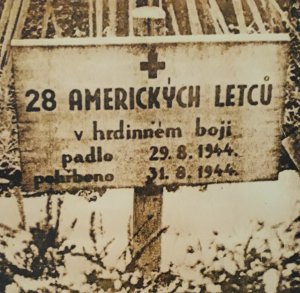 28 AMERICKÝCH LETCŮ
v hrdinném boji
padlo 29.8.1944.
pohřbeno 31.8.1944.